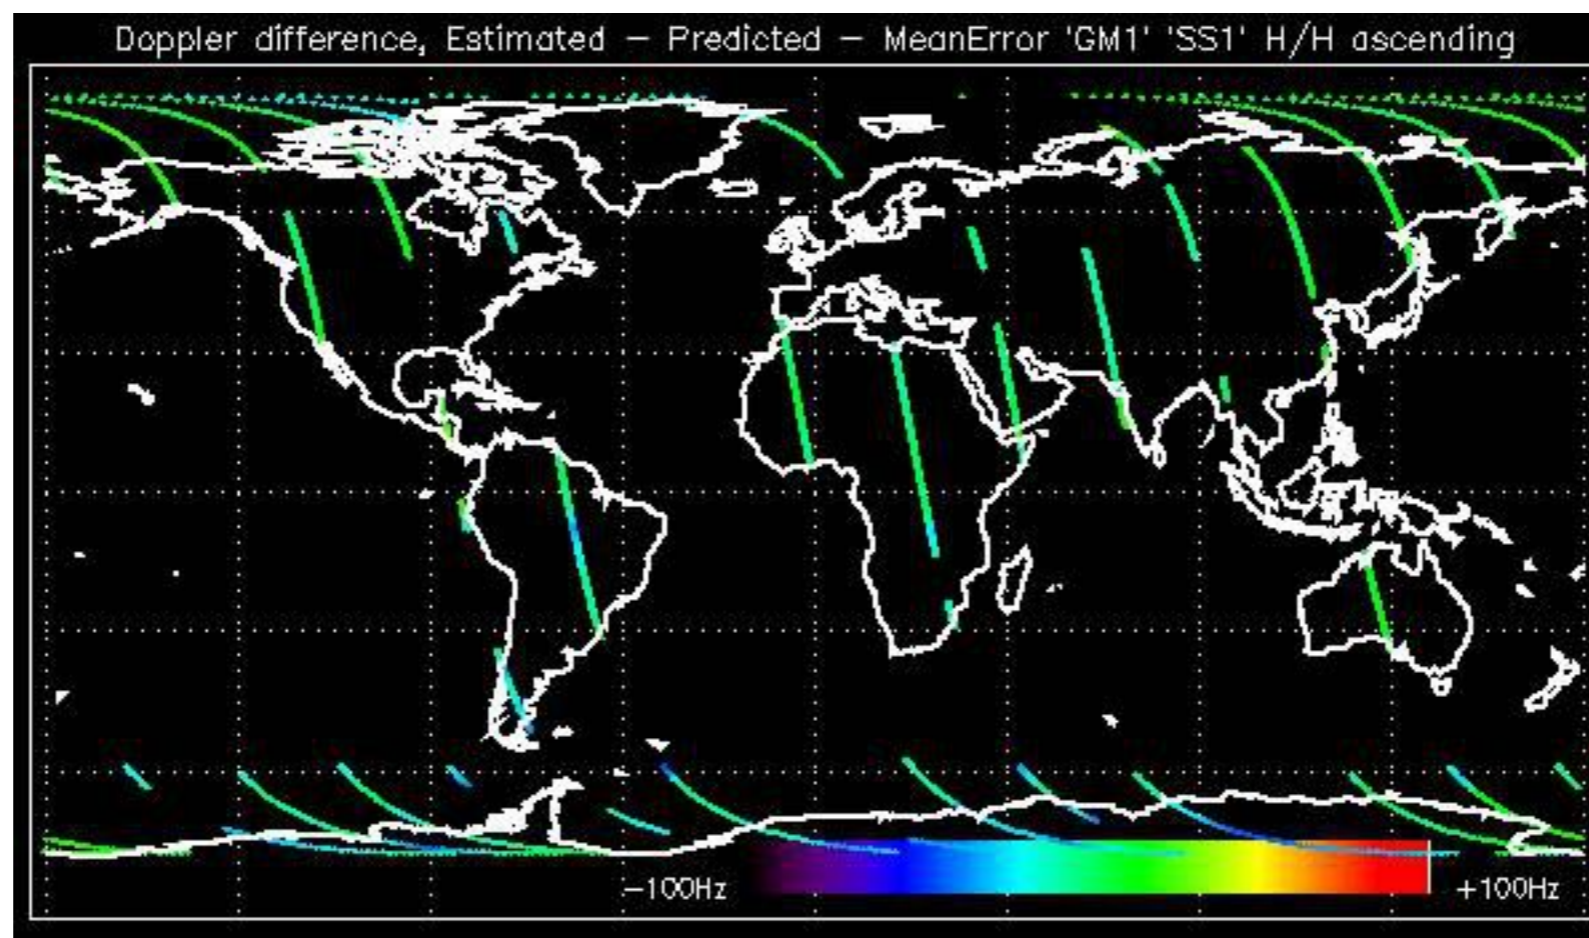 Doppler difference, Estimated – Predicted – MeanError 'GM1' 'SS1' H/H ascending
–100Hz
+100Hz